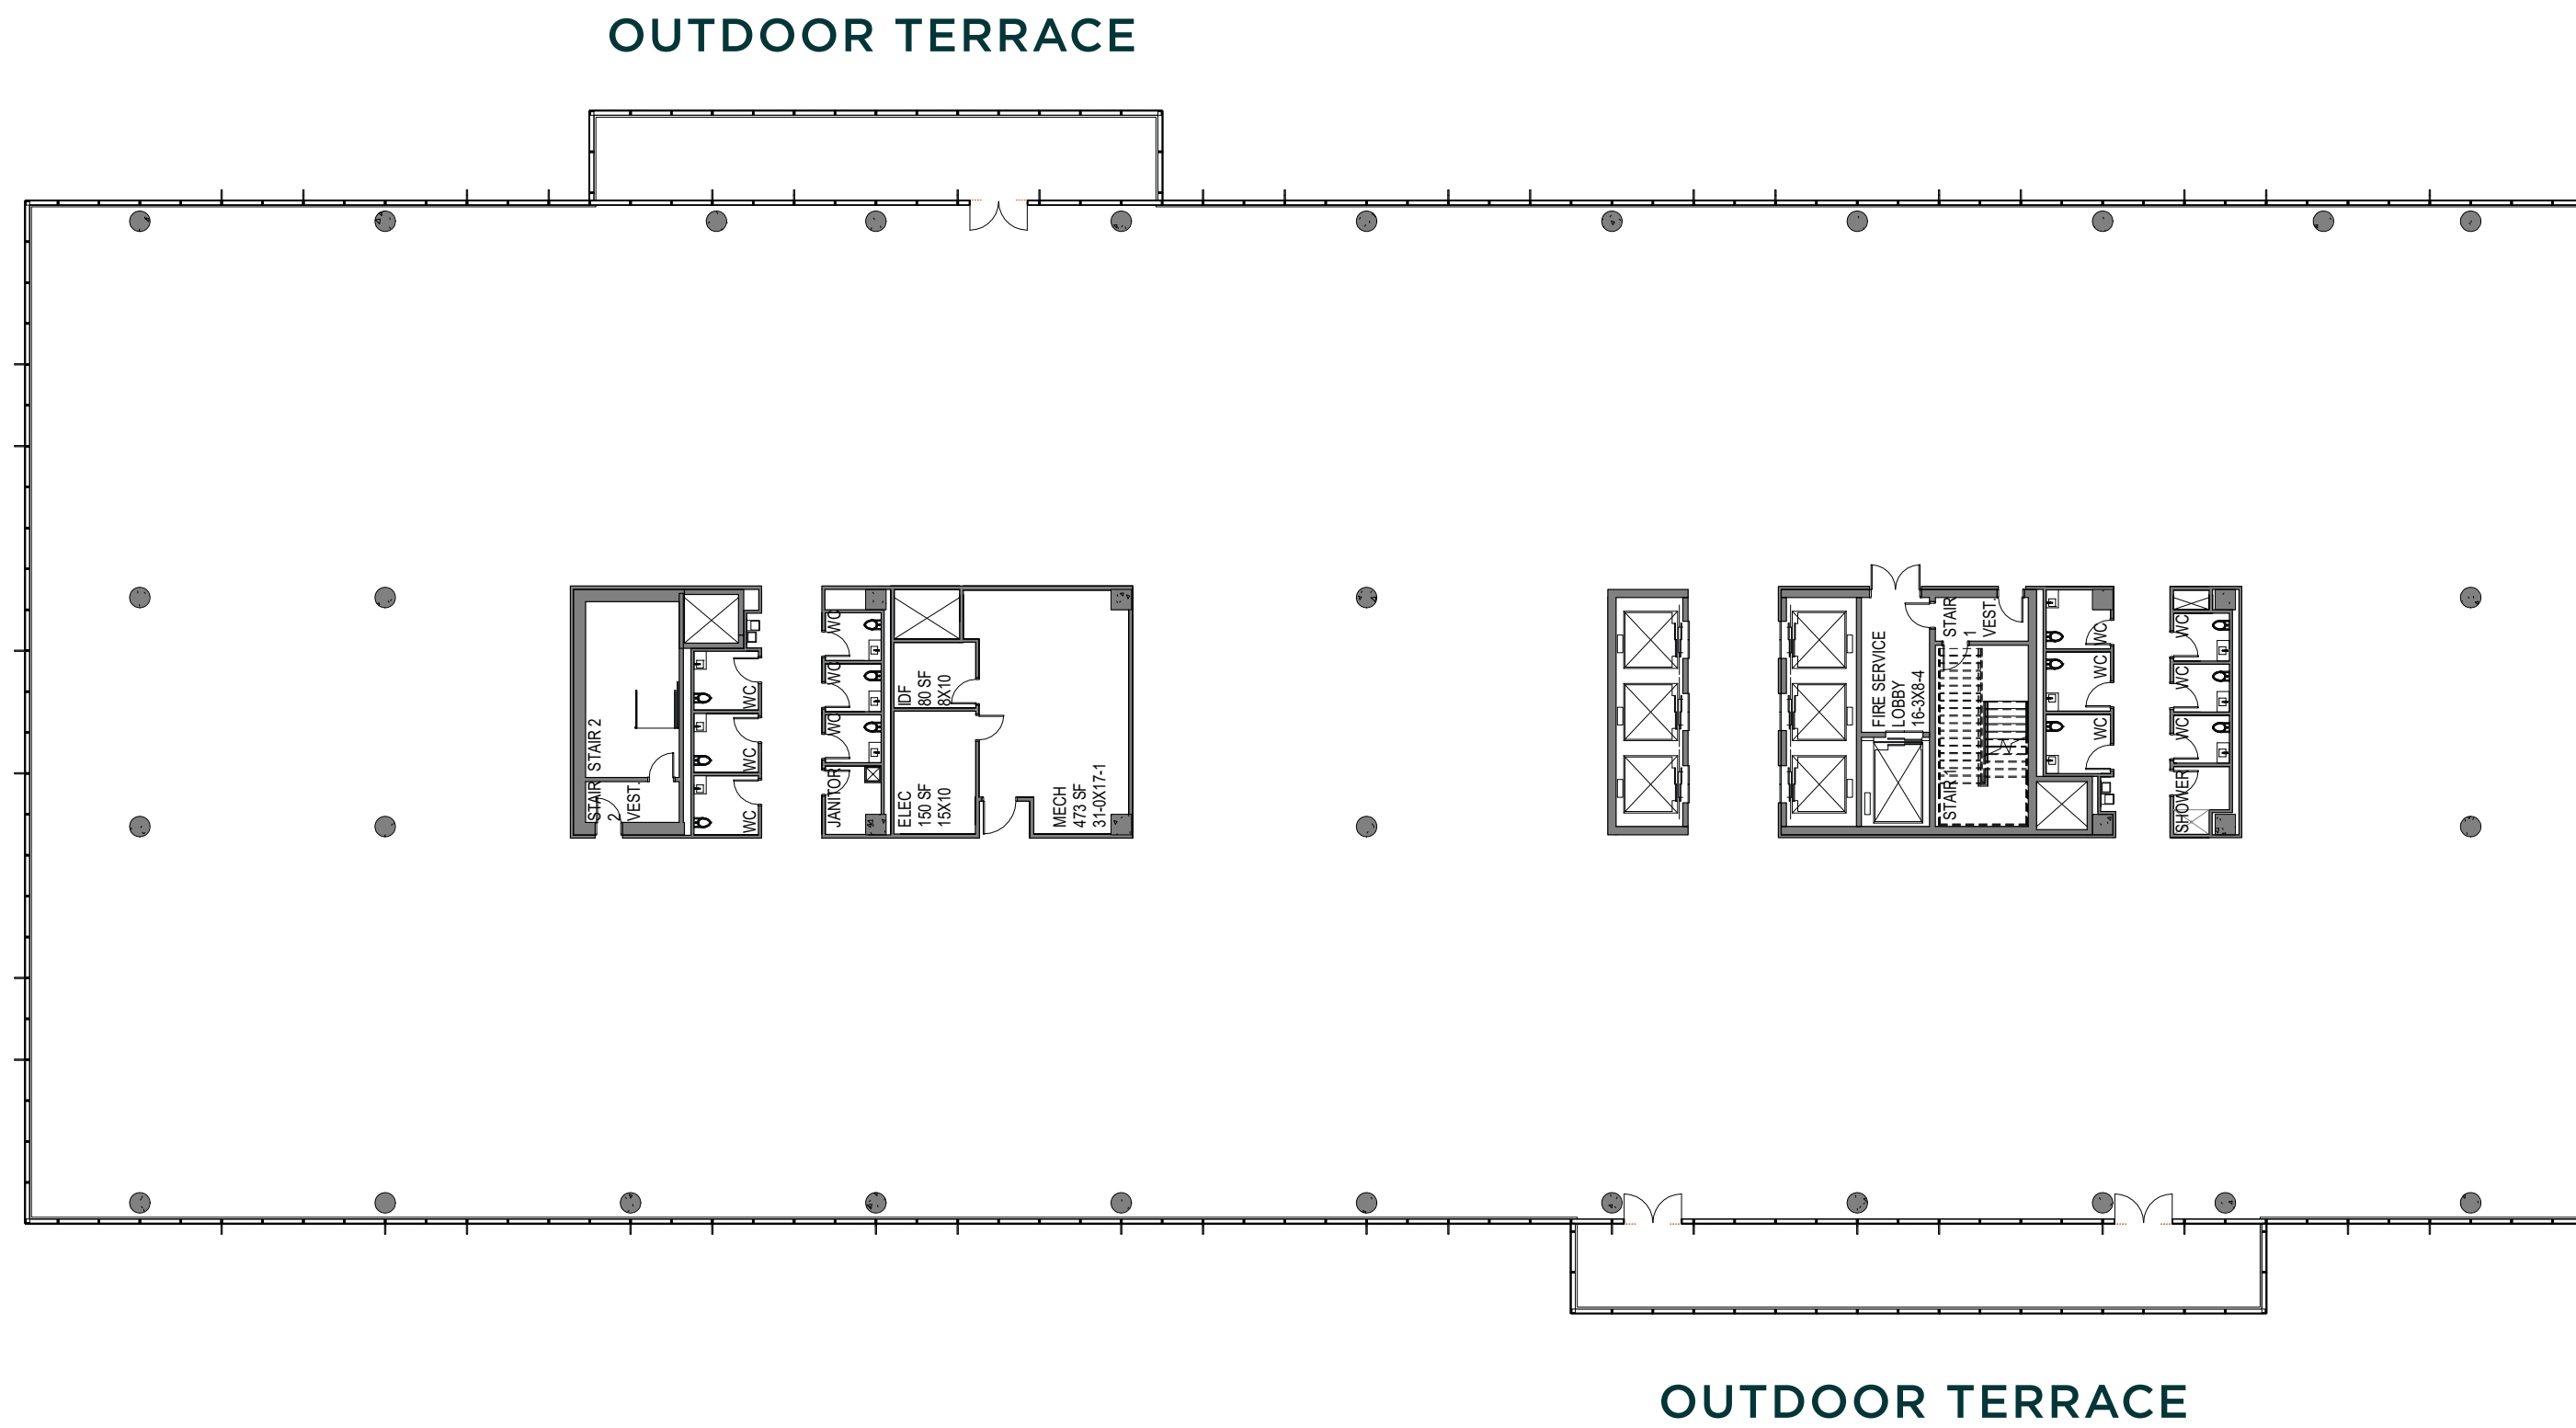 OUTDOOR TERRACE
STAIR 2
STAIR
2
VEST.
WC
WC
WC
WC
WC
WC
JANITOR
IDF
80 SF
8X10
ELEC
150 SF
15X10
MECH
473 SF
31-0X17-1
FIRE SERVICE
LOBBY
16-3X8-4
STAIR
1
VEST.
STAIR 1
WC
WC
WC
WC
WC
WC
SHOWER
OUTDOOR TERRACE